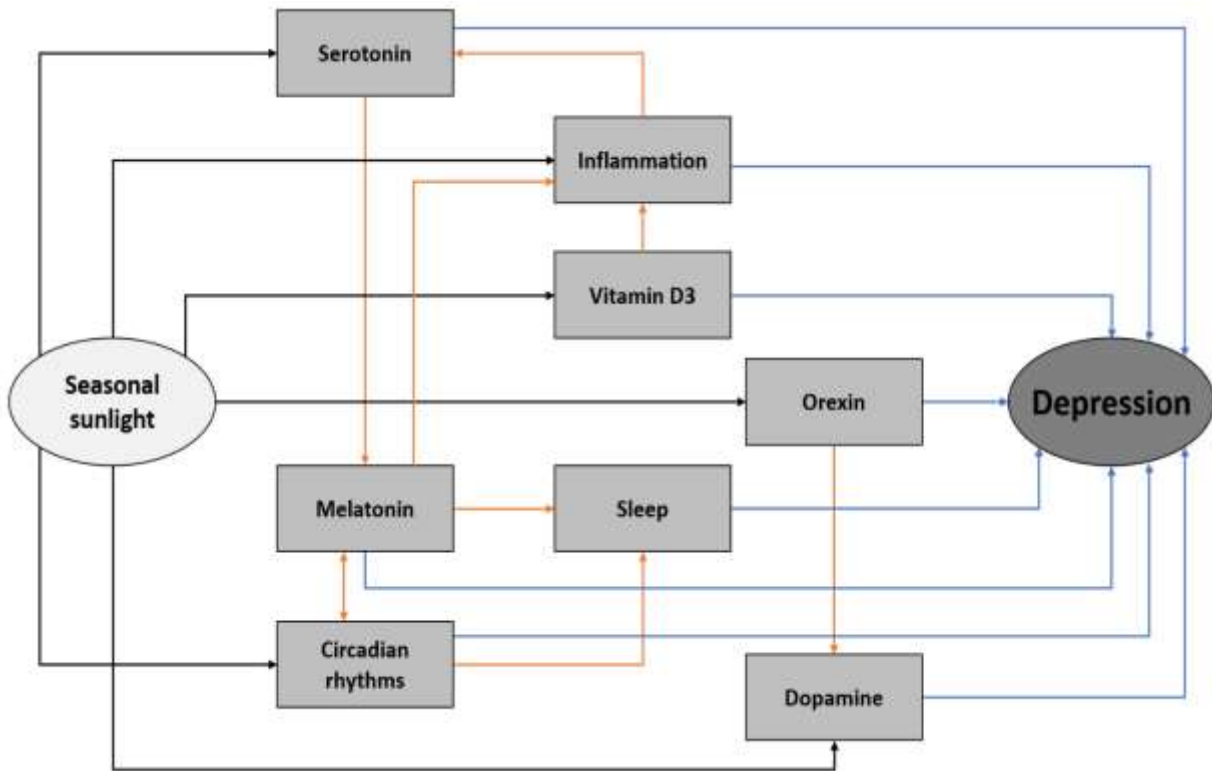 Serotonin
Inflammation
Vitamin D3
Seasonal
sunlight
Orexin
Depression
Melatonin
Sleep
Circadian
rhythms
Dopamine